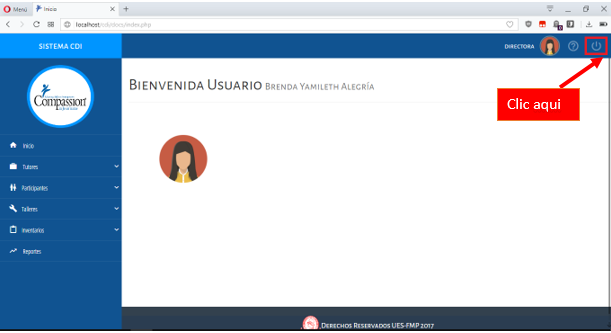 Menú
Inicio
localhost/cdi/docs/index.php
SISTEMA CDI
DIRECTORA
BIENVENIDA USUARIO BRENDA YAMILETH ALEGRÍA
Clic aqui
Compassion
Inicio
Tutores
Participantes
Talleres
Inventarios
Reportes
DERECHOS RESERVADOS UES-FMP 2017